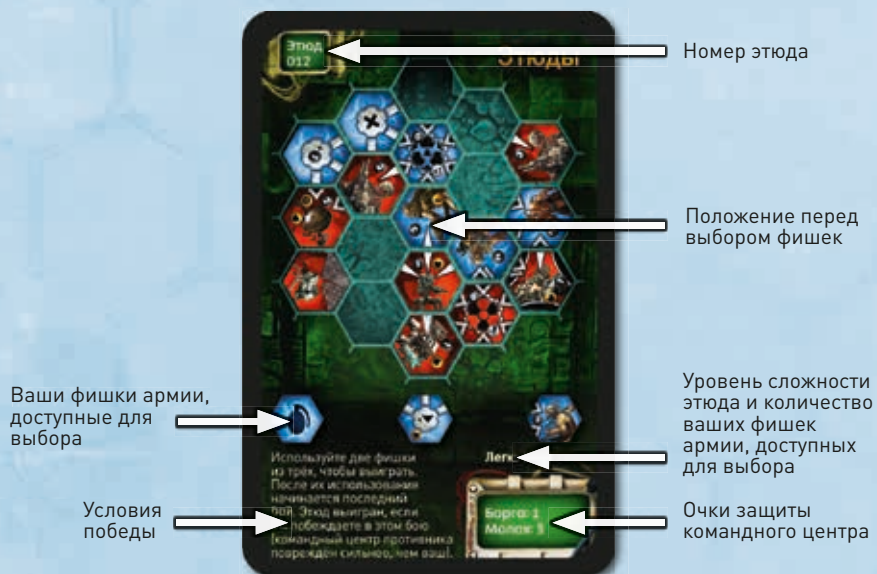 Этюд
012
Этюды
Номер этюда
Положение перед
выбором фишек
Ваши фишки армии,
доступные для
выбора
Уровень сложности
этюда и количество
ваших фишек
армии, доступных
для выбора
Используйте две фишки
из трёх, чтобы выиграть.
После их использования
начинается последний
бой. Этюд выигран, если
побеждаете в этом бою
(командный центр противника
повреждён сильнее, чем ваш).
Условия
победы
Борго: 1
Молох: 
Очки защиты
командного центра